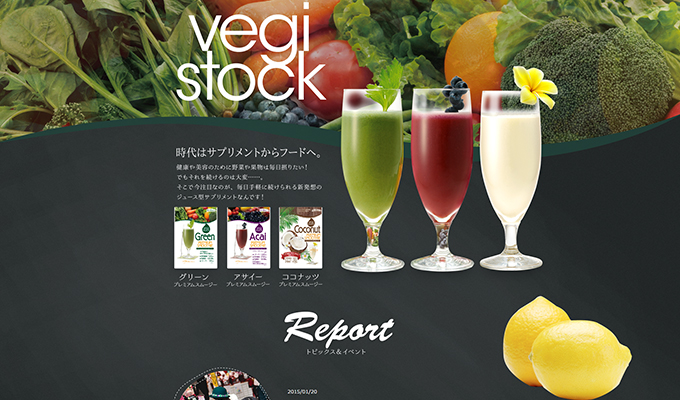 vegi
stock
時代はサプリメントからフードへ。
健康や美容のために野菜や果物は毎日摂りたい!
でもそれを続けるのは大変──。
そこで今注目なのが、毎日手軽に続けられる新発想の
ジュース型サプリメントなんです!
Green
Acai
Coconut
グリーン
プレミアムスムージー
アサイー
プレミアムスムージー
ココナッツ
プレミアムスムージー
Report
トピックス&イベント
2015/01/20